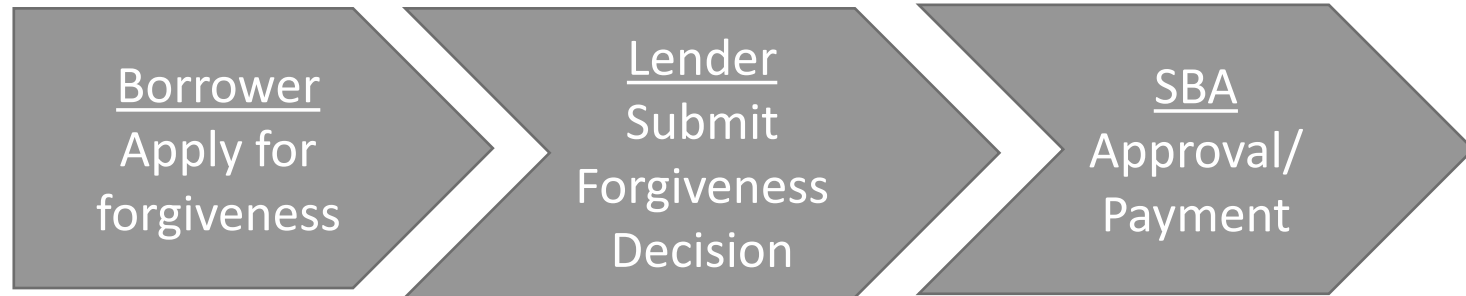 Borrower
Apply for
forgiveness
Lender
Submit
Forgiveness
Decision
SBA
Approval/
Payment